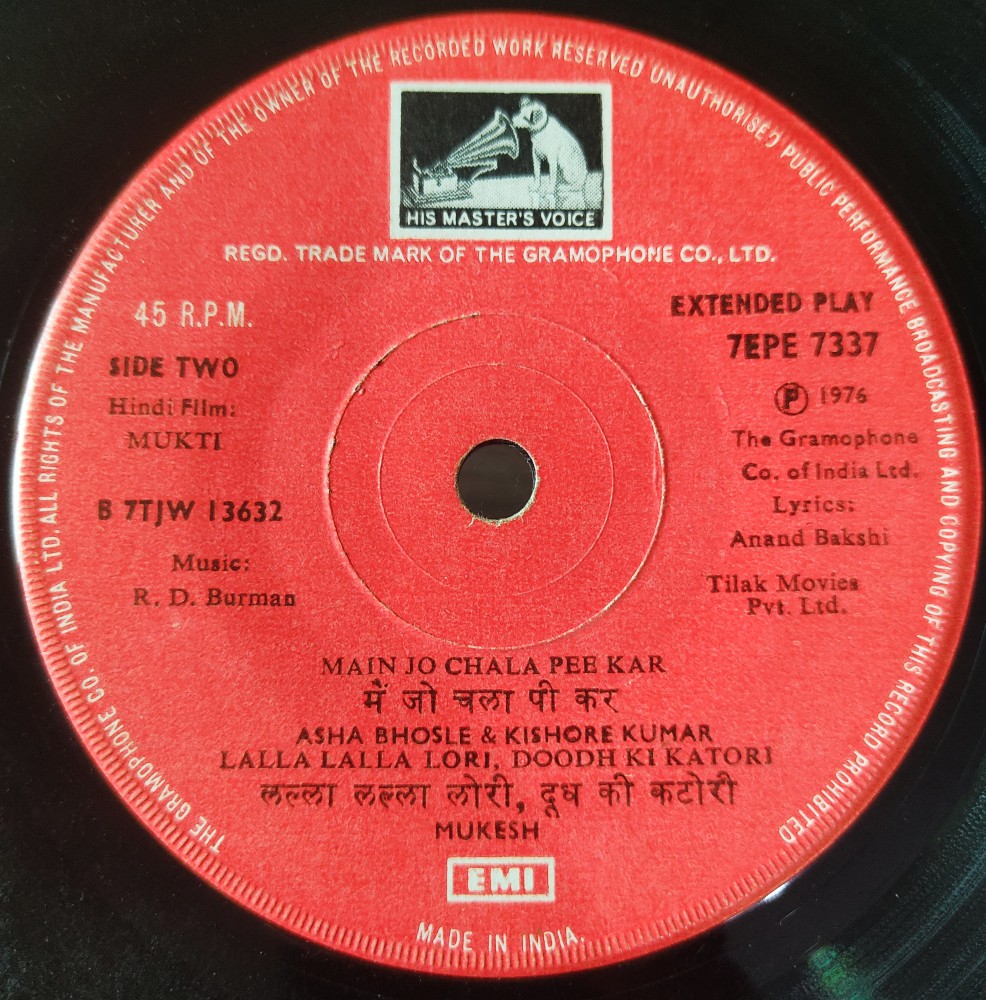 THE GRAMOPHONE CO. OF INDIA LTD. ALL RIGHTS OF THE MANUFACTURER AND OF THE OWNER OF THE RECORDED WORK RESERVED UNAUTHORISED PUBLIC PERFORMANCE BROADCASTING AND COPYING OF THIS RECORD PROHIBITED
HIS MASTER'S VOICE
REGD. TRADE MARK OF THE GRAMOPHONE CO., LTD.
45 R.P.M.
SIDE TWO
Hindi Film:
MUKTI
B 7TJW 13632
Music:
R. D. Burman
EXTENDED PLAY
7EPE 7337
℗ 1976
The Gramophone
Co. of India Ltd.
Lyrics:
Anand Bakshi
Tilak Movies
Pvt. Ltd.
MAIN JO CHALA PEE KAR
मैं जो चला पी कर
ASHA BHOSLE & KISHORE KUMAR
LALLA LALLA LORI, DOODH KI KATORI
लल्ला लल्ला लोरी, दूध की कटोरी
MUKESH
EMI
MADE IN INDIA.